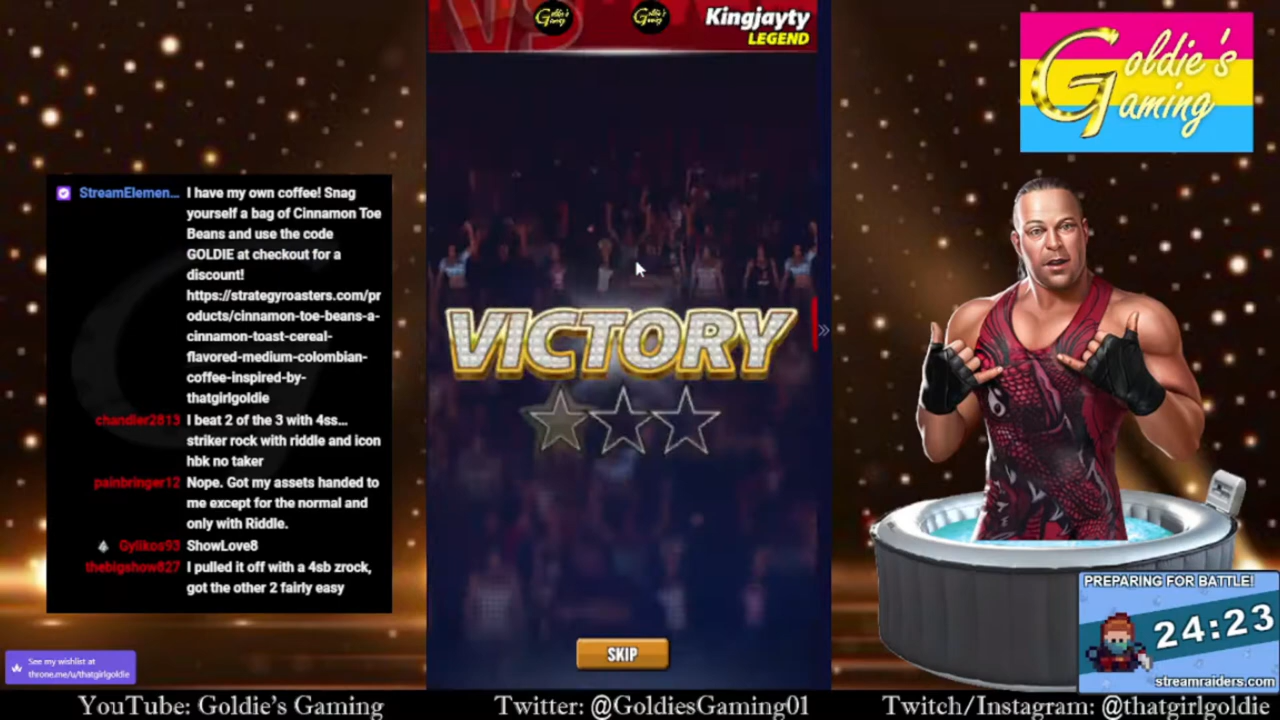 VS
Goldie's Gaming
Goldie's Gaming
Kingjayty
LEGEND
Goldie's
Gaming
StreamElemen... I have my own coffee! Snag
yourself a bag of Cinnamon Toe
Beans and use the code
GOLDIE at checkout for a
discount!
https://strategyroasters.com/pr
oducts/cinnamon-toe-beans-a-
cinnamon-toast-cereal-
flavored-medium-colombian-
coffee-inspired-by-
thatgirlgoldie
chandler2813 I beat 2 of the 3 with 4ss...
striker rock with riddle and icon
hbk no taker
painbringer12 Nope. Got my assets handed to
me except for the normal and
only with Riddle.
Gylikos93 ShowLove8
thebigshow827 I pulled it off with a 4sb zrock,
got the other 2 fairly easy
VICTORY
SKIP
PREPARING FOR BATTLE!
24:23
streamraiders.com
See my wishlist at
throne.me/u/thatgirlgoldie
YouTube: Goldie's Gaming
Twitter: @GoldiesGaming01
Twitch/Instagram: @thatgirlgoldie